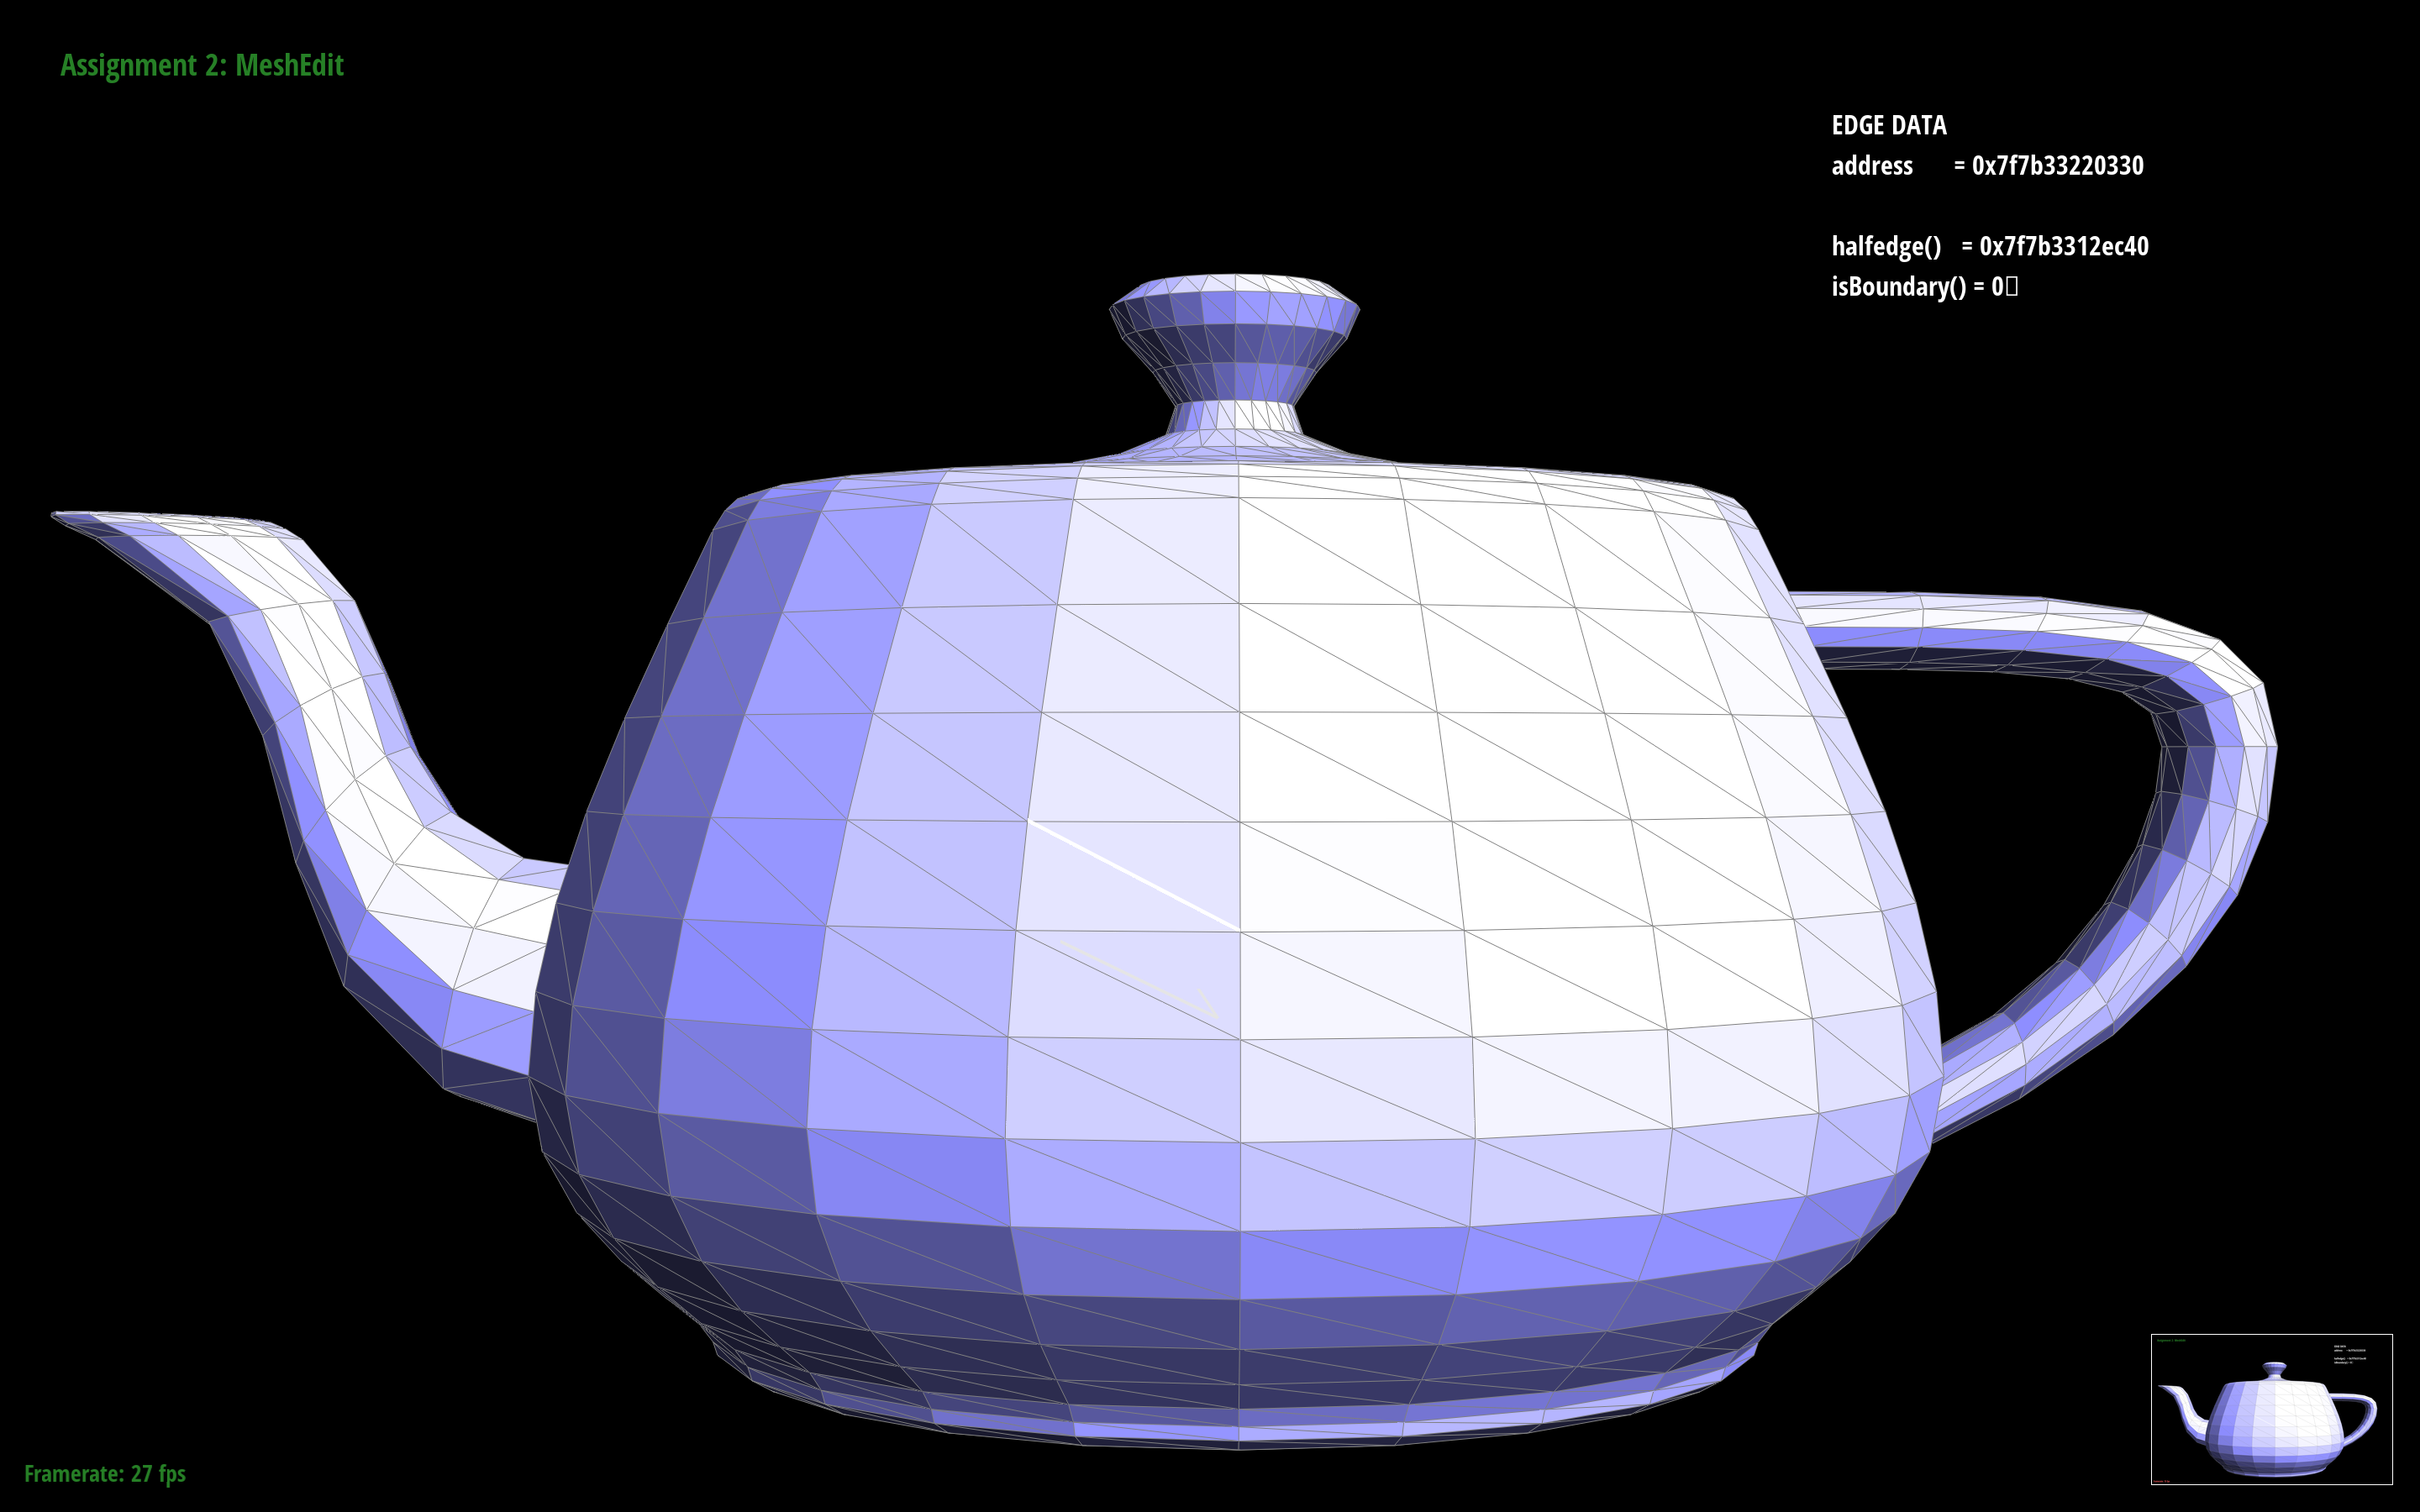 Assignment 2: MeshEdit
EDGE DATA
address = 0x7f7b33220330
halfedge() = 0x7f7b3312ec40
isBoundary() = 0
Framerate: 27 fps